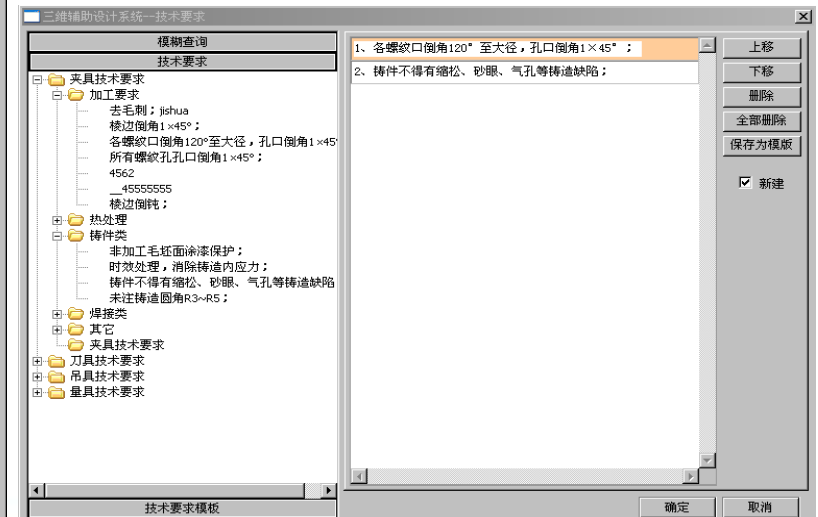 三维辅助设计系统--技术要求
模糊查询
技术要求
夹具技术要求
加工要求
去毛刺；jishua
棱边倒角1×45°；
各螺纹口倒角120°至大径，孔口倒角1×45°
所有螺纹孔孔口倒角1×45°；
4562
__45555555
棱边倒钝；
热处理
铸件类
非加工毛坯面涂漆保护；
时效处理，消除铸造内应力；
铸件不得有缩松、砂眼、气孔等铸造缺陷
未注铸造圆角R3~R5；
焊接类
其它
夹具技术要求
刀具技术要求
吊具技术要求
量具技术要求
技术要求模板
1、各螺纹口倒角120°至大径，孔口倒角1×45°；
2、铸件不得有缩松、砂眼、气孔等铸造缺陷；
上移
下移
删除
全部删除
保存为模版
新建
确定
取消